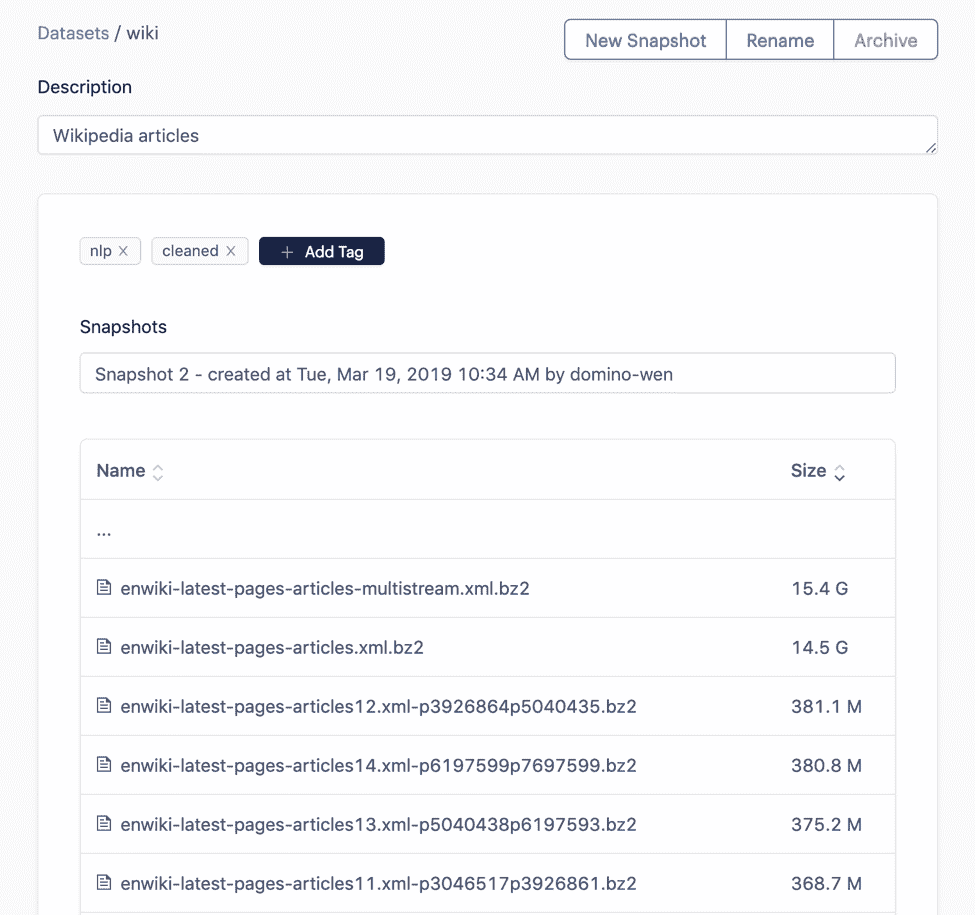 Datasets / wiki
New Snapshot Rename Archive
Description
Wikipedia articles
nlp × cleaned × + Add Tag
Snapshots
Snapshot 2 - created at Tue, Mar 19, 2019 10:34 AM by domino-wen
Name Size
...
enwiki-latest-pages-articles-multistream.xml.bz2 15.4 G
enwiki-latest-pages-articles.xml.bz2 14.5 G
enwiki-latest-pages-articles12.xml-p3926864p5040435.bz2 381.1 M
enwiki-latest-pages-articles14.xml-p6197599p7697599.bz2 380.8 M
enwiki-latest-pages-articles13.xml-p5040438p6197593.bz2 375.2 M
enwiki-latest-pages-articles11.xml-p3046517p3926861.bz2 368.7 M